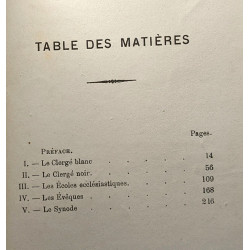 TABLE DES MATIÈRES
Pages.
PRÉFACE.
I. — Le Clergé blanc . . . . . 14
II. — Le Clergé noir. . . . . . 56
III. — Les Écoles ecclésiastiques. . . . . 109
IV. — Les Évêques . . . . . 168
V. — Le Synode . . . . . 216